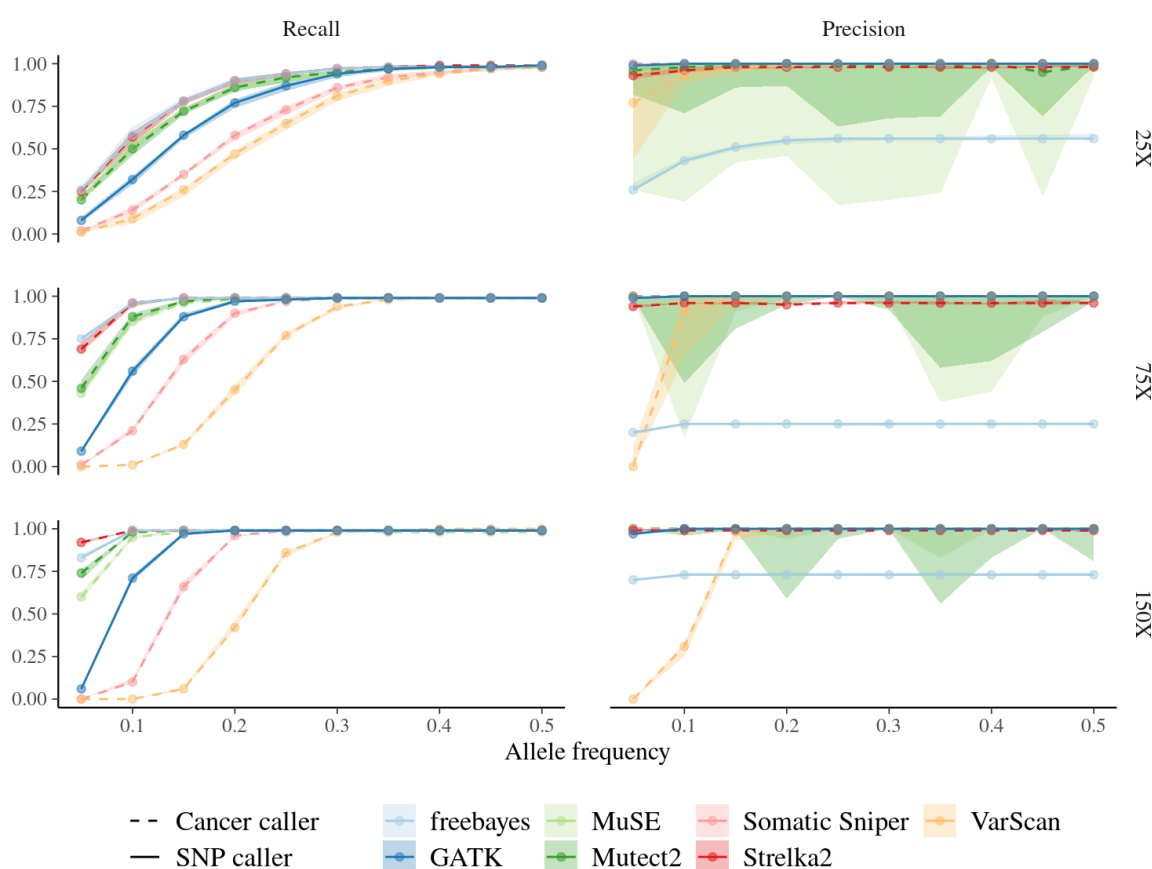 Recall Precision
1.00
0.75
0.50
0.25
0.00
25X
1.00
0.75
0.50
0.25
0.00
75X
1.00
0.75
0.50
0.25
0.00
150X
0.1 0.2 0.3 0.4 0.5 0.1 0.2 0.3 0.4 0.5
Allele frequency
Cancer caller freebayes MuSE Somatic Sniper VarScan
SNP caller GATK Mutect2 Strelka2